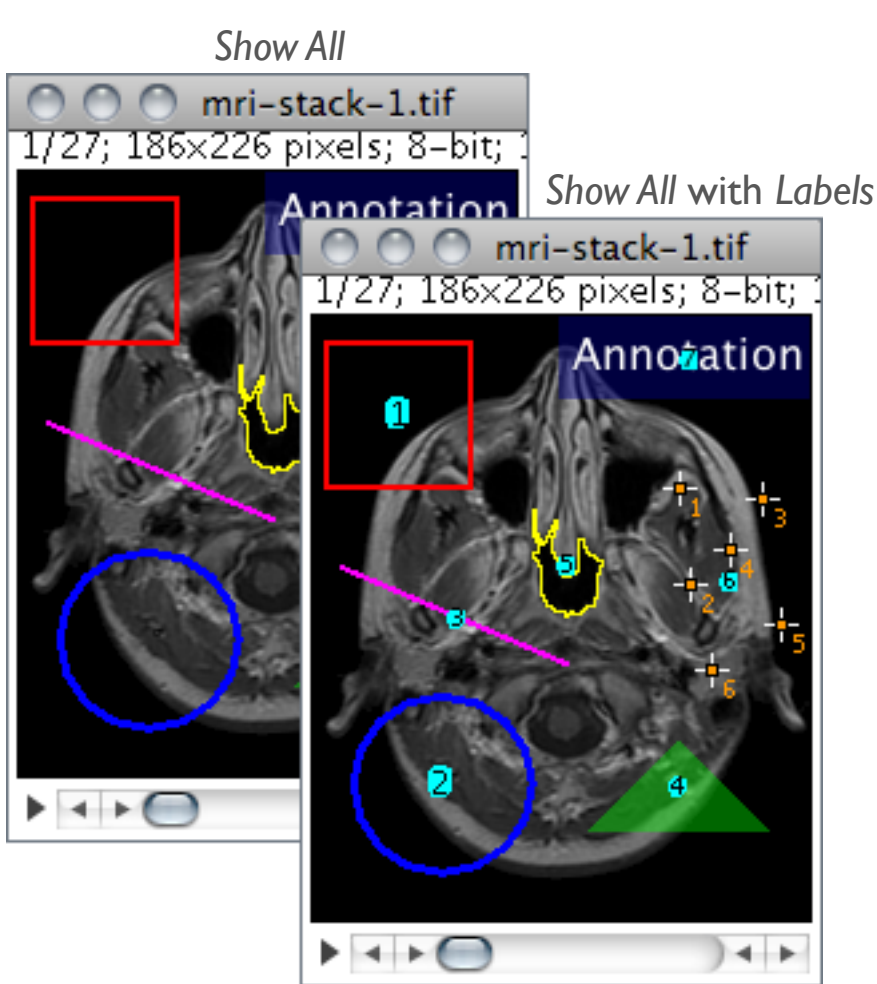 Show All
mri-stack-1.tif
1/27; 186x226 pixels; 8-bit;
Annotation
Show All with Labels
mri-stack-1.tif
1/27; 186x226 pixels; 8-bit;
Annotation
7
1
1
3
4
5
6
2
3
5
6
2
4